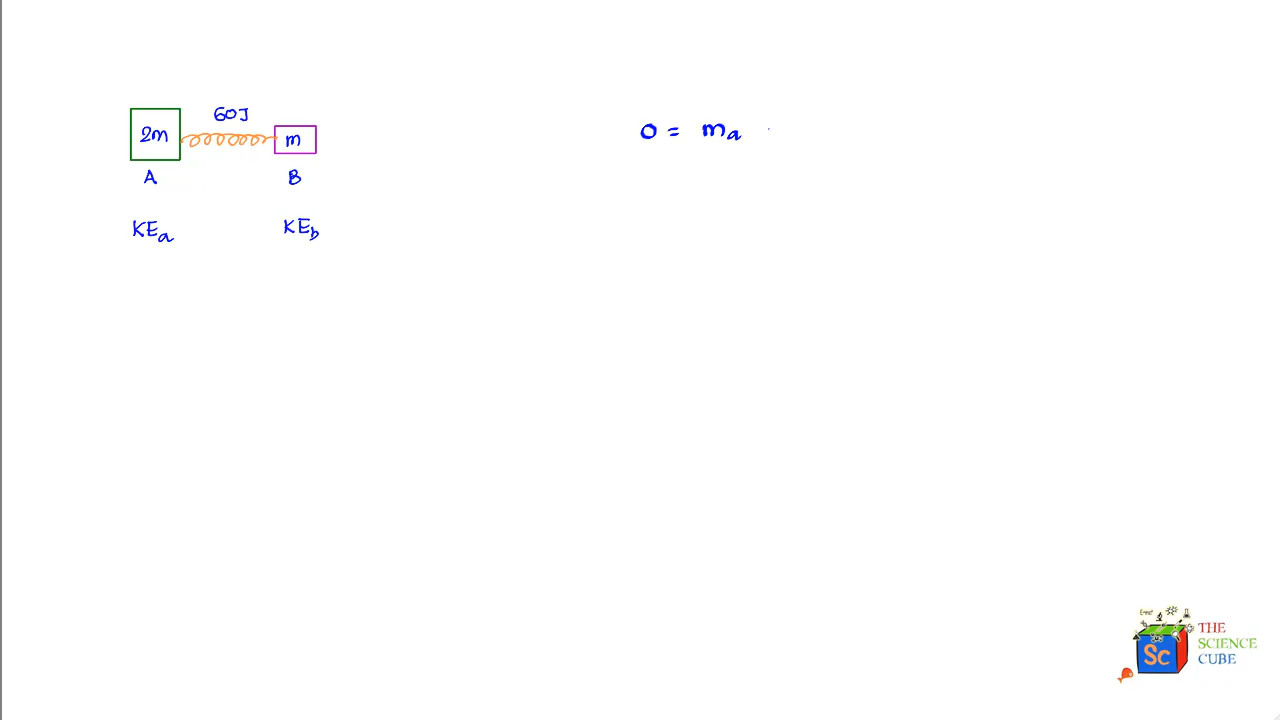 60J
2m
m
A
B
KEa
KEb
0 = ma
Sc
THE
SCIENCE
CUBE